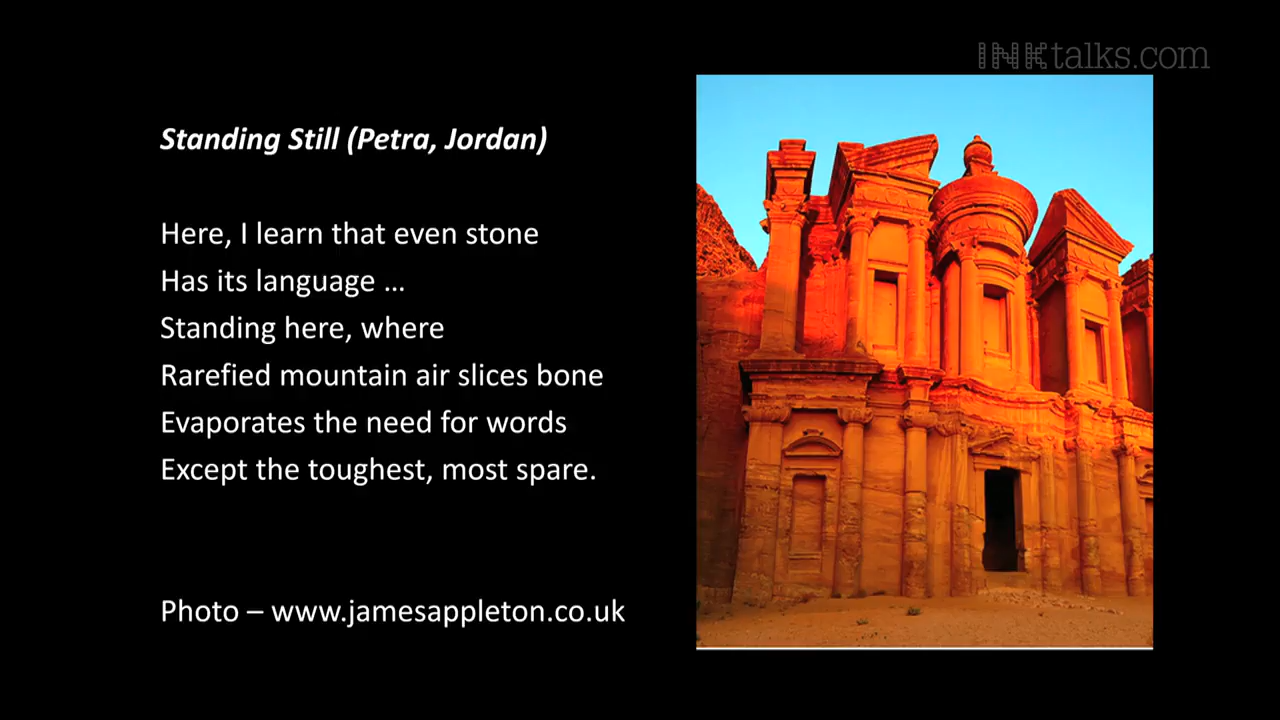 INKtalks.com
Standing Still (Petra, Jordan)
Here, I learn that even stone
Has its language ...
Standing here, where
Rarefied mountain air slices bone
Evaporates the need for words
Except the toughest, most spare.
Photo – www.jamesappleton.co.uk